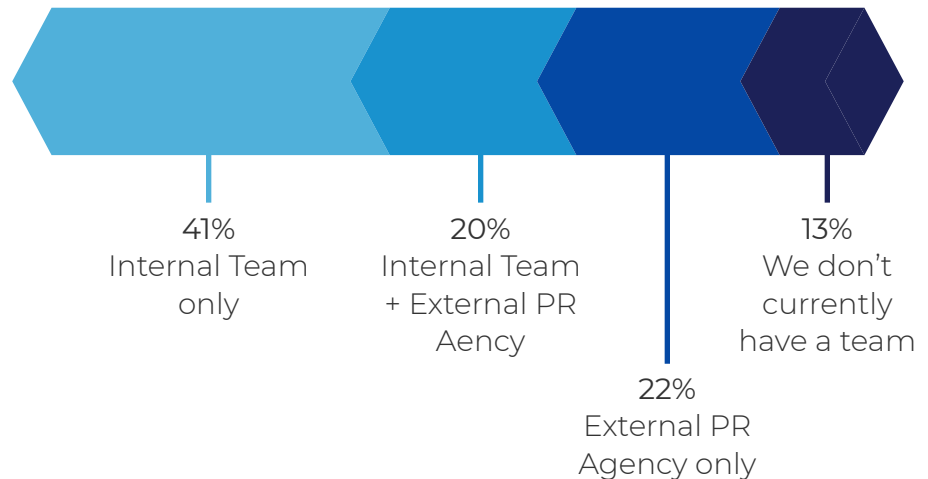 41%
Internal Team
only
20%
Internal Team
+ External PR
Aency
22%
External PR
Agency only
13%
We don’t
currently
have a team